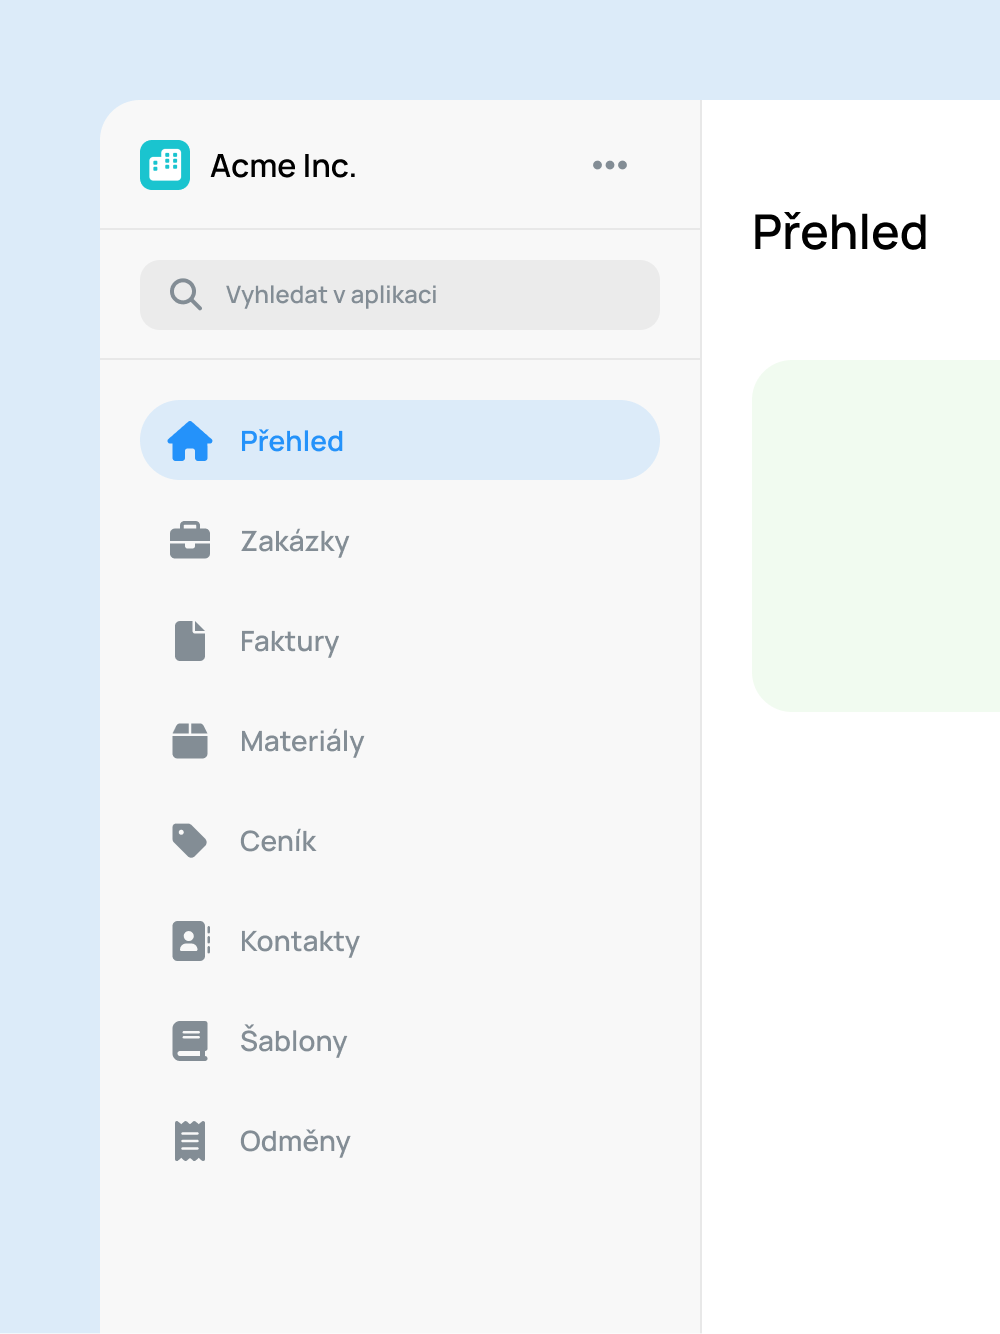 Acme Inc.
Vyhledat v aplikaci
Přehled
Zakázky
Faktury
Materiály
Ceník
Kontakty
Šablony
Odměny
Přehled